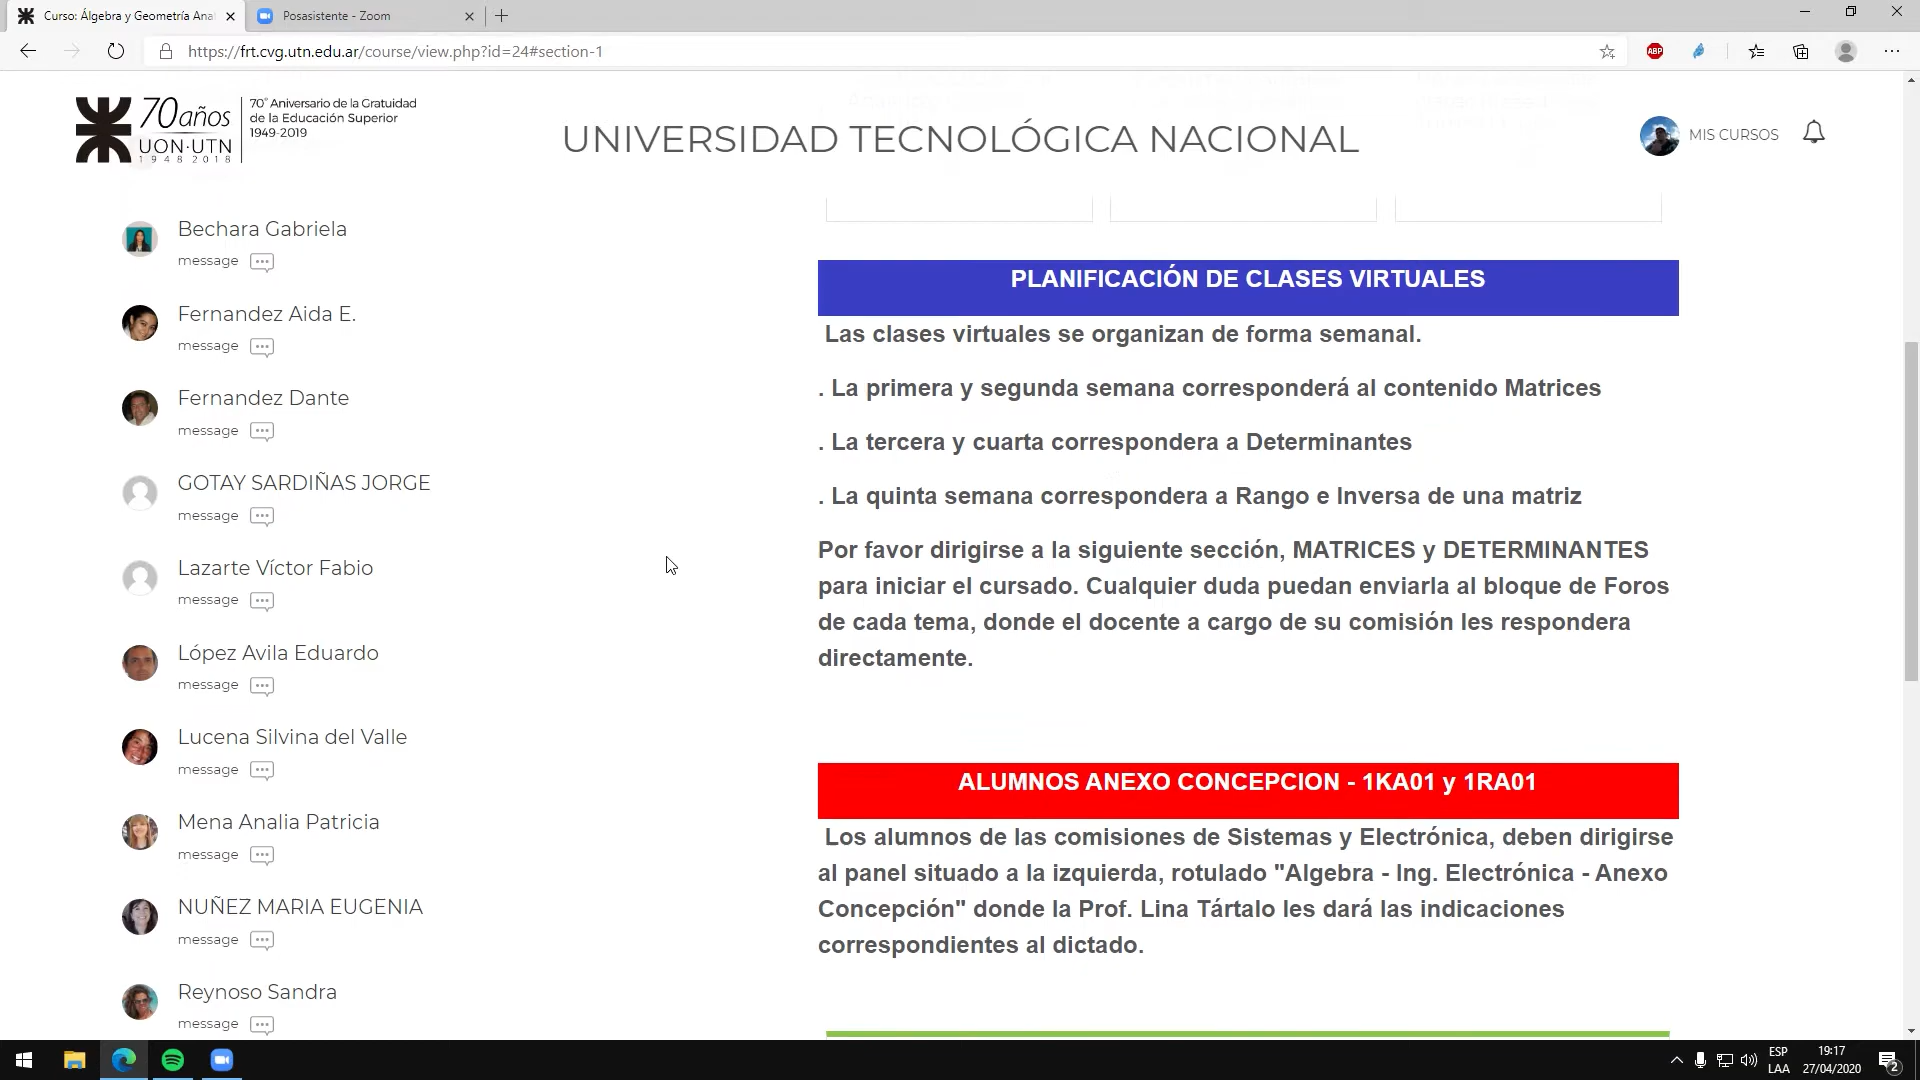 Curso: Álgebra y Geometría Ana
Posasistente - Zoom
https://frt.cvg.utn.edu.ar/course/view.php?id=24#section-1
ABP
70 años
UON·UTN
1948 2018
70° Aniversario de la Gratuidad
de la Educación Superior
1949-2019
UNIVERSIDAD TECNOLÓGICA NACIONAL
MIS CURSOS
Bechara Gabriela
message
Fernandez Aida E.
message
Fernandez Dante
message
GOTAY SARDIÑAS JORGE
message
Lazarte Víctor Fabio
message
López Avila Eduardo
message
Lucena Silvina del Valle
message
Mena Analia Patricia
message
NUÑEZ MARIA EUGENIA
message
Reynoso Sandra
message
PLANIFICACIÓN DE CLASES VIRTUALES
Las clases virtuales se organizan de forma semanal.
. La primera y segunda semana corresponderá al contenido Matrices
. La tercera y cuarta correspondera a Determinantes
. La quinta semana correspondera a Rango e Inversa de una matriz
Por favor dirigirse a la siguiente sección, MATRICES y DETERMINANTES
para iniciar el cursado. Cualquier duda puedan enviarla al bloque de Foros
de cada tema, donde el docente a cargo de su comisión les respondera
directamente.
ALUMNOS ANEXO CONCEPCION - 1KA01 y 1RA01
Los alumnos de las comisiones de Sistemas y Electrónica, deben dirigirse
al panel situado a la izquierda, rotulado "Algebra - Ing. Electrónica - Anexo
Concepción" donde la Prof. Lina Tártalo les dará las indicaciones
correspondientes al dictado.
ESP
LAA
19:17
27/04/2020
2